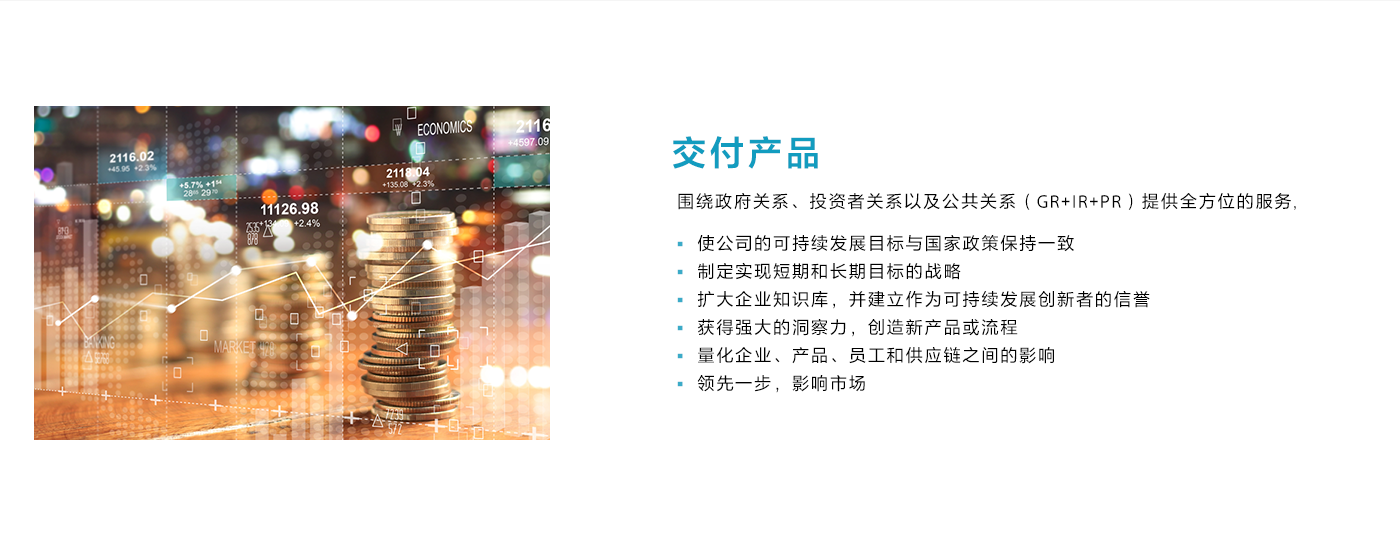 ECONOMICS
2116
+4597.09
2116.02
+45.95 +2.3%
2118.04
+135.08 +2.3%
+5.7% +1⁵⁴
11126.98
+2.4%
BANKING
MARKET
交付产品
围绕政府关系、投资者关系以及公共关系（GR+IR+PR）提供全方位的服务,
▪ 使公司的可持续发展目标与国家政策保持一致
▪ 制定实现短期和长期目标的战略
▪ 扩大企业知识库，并建立作为可持续发展创新者的信誉
▪ 获得强大的洞察力，创造新产品或流程
▪ 量化企业、产品、员工和供应链之间的影响
▪ 领先一步，影响市场